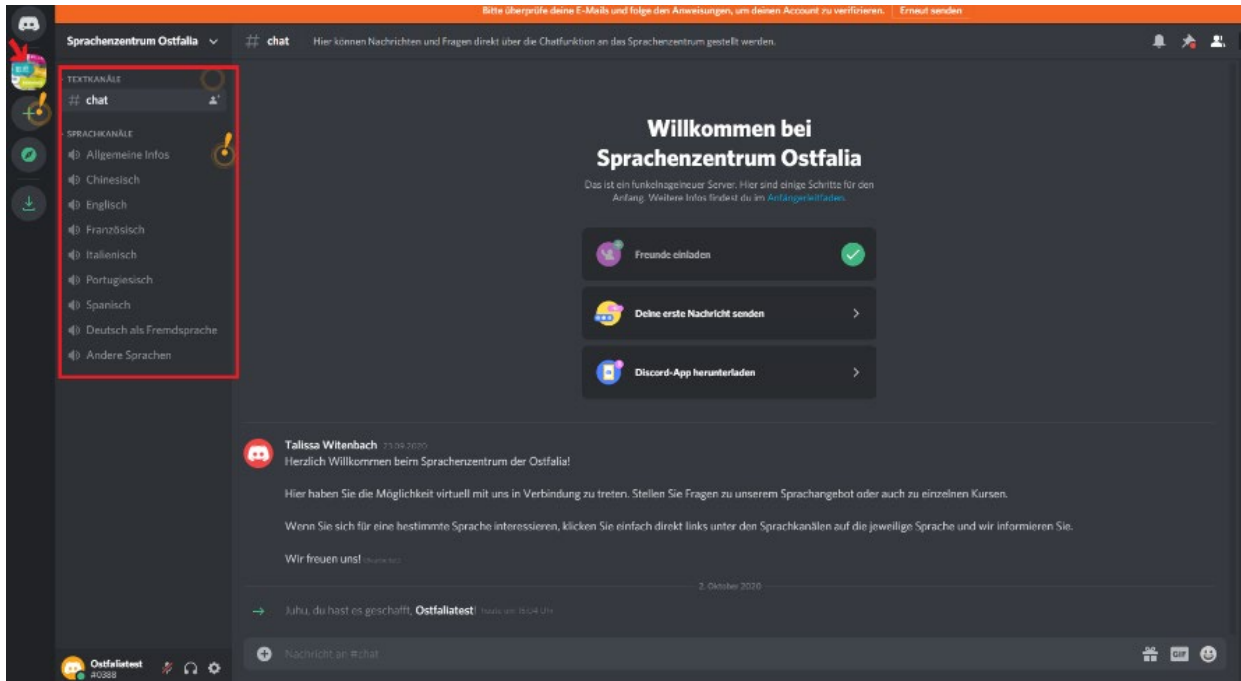 Bitte überprüfe deine E-Mails und folge den Anweisungen, um deinen Account zu verifizieren. Erneut senden
Sprachenzentrum Ostfalia
# chat Hier können Nachrichten und Fragen direkt über die Chatfunktion an das Sprachenzentrum gestellt werden.
TEXTKANÄLE
# chat
SPRACHKANÄLE
Allgemeine Infos
Chinesisch
Englisch
Französisch
Italienisch
Portugiesisch
Spanisch
Deutsch als Fremdsprache
Andere Sprachen
Willkommen bei
Sprachenzentrum Ostfalia
Das ist ein funkelnagelneuer Server. Hier sind einige Schritte für den
Anfang. Weitere Infos findest du im Anfängerleitfaden.
Freunde einladen
Deine erste Nachricht senden
Discord-App herunterladen
Talissa Witenbach 23.09.2020
Herzlich Willkommen beim Sprachenzentrum der Ostfalia!
Hier haben Sie die Möglichkeit virtuell mit uns in Verbindung zu treten. Stellen Sie Fragen zu unserem Sprachangebot oder auch zu einzelnen Kursen.
Wenn Sie sich für eine bestimmte Sprache interessieren, klicken Sie einfach direkt links unter den Sprachkanälen auf die jeweilige Sprache und wir informieren Sie.
Wir freuen uns!
2. Oktober 2020
Juhu, du hast es geschafft, Ostfaliatest!
Nachricht an #chat
GIF
Ostfaliatest
#0388